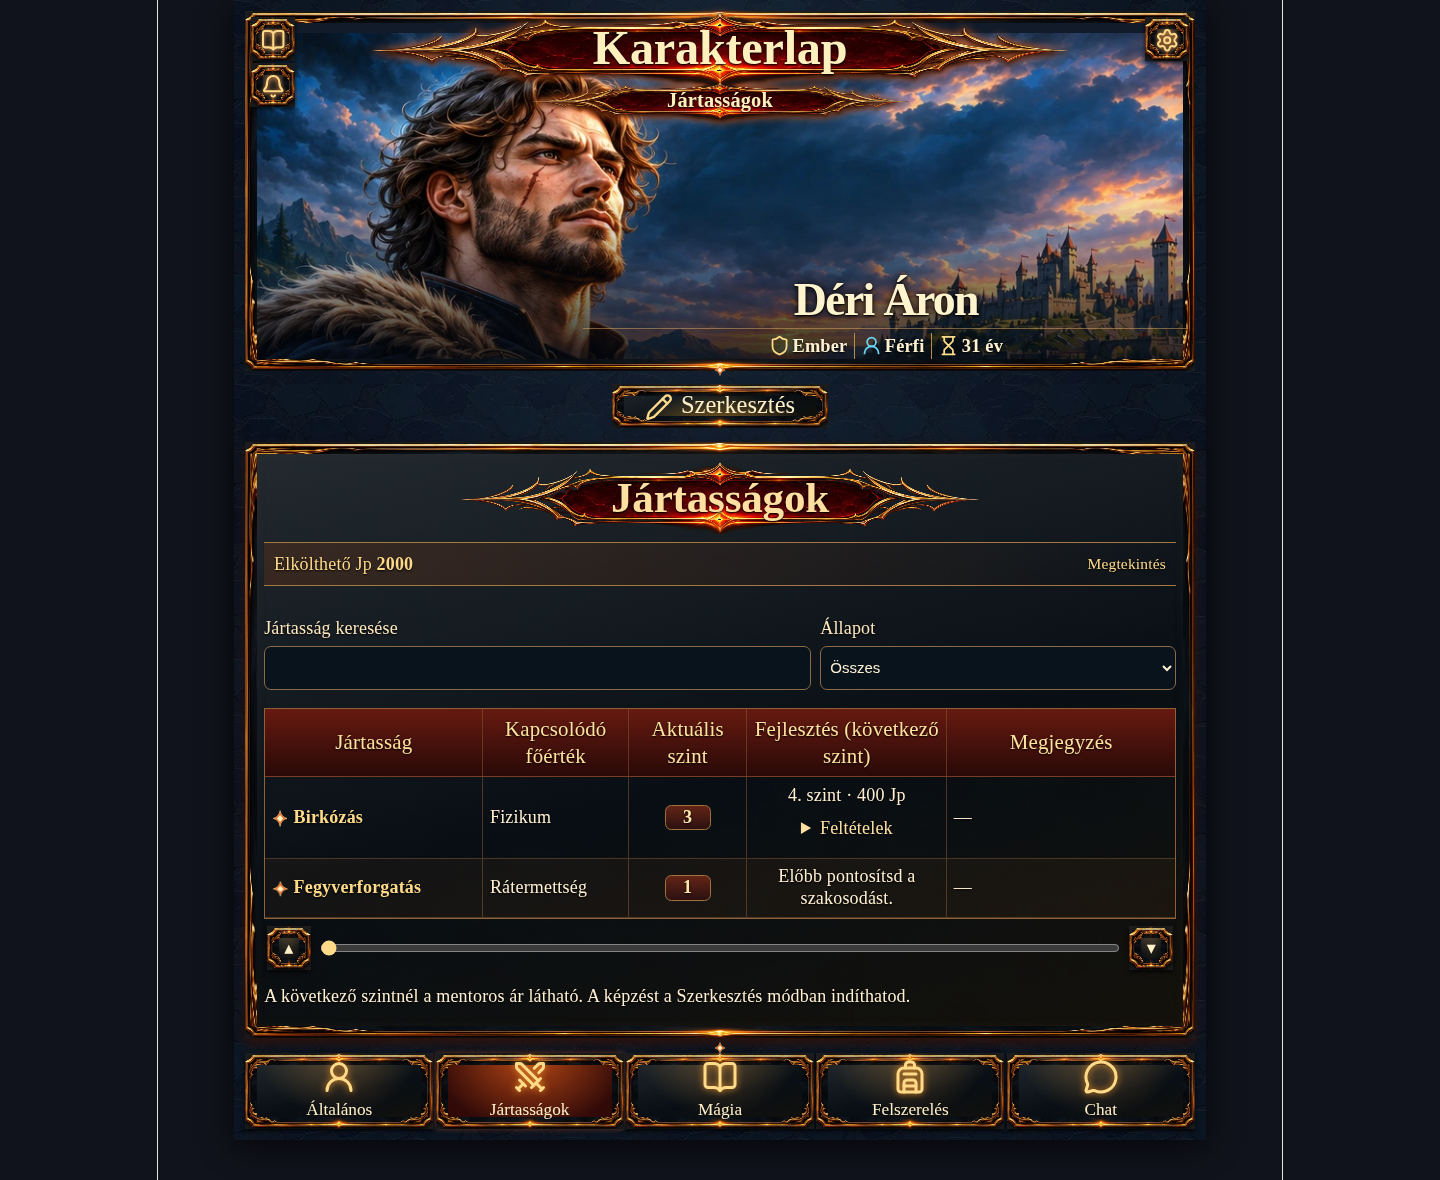 Karakterlap
Jártasságok
Déri Áron
Ember Férfi 31 év
Szerkesztés
Jártasságok
Elkölthető Jp 2000 Megtekintés
Jártasság keresése Állapot
Összes
Jártasság Kapcsolódó főérték Aktuális szint Fejlesztés (következő szint) Megjegyzés
Birkózás Fizikum 3 4. szint · 400 Jp —
▶ Feltételek
Fegyverforgatás Rátermettség 1 Előbb pontosítsd a szakosodást. —
▲ ▼
A következő szintnél a mentoros ár látható. A képzést a Szerkesztés módban indíthatod.
Általános Jártasságok Mágia Felszerelés Chat